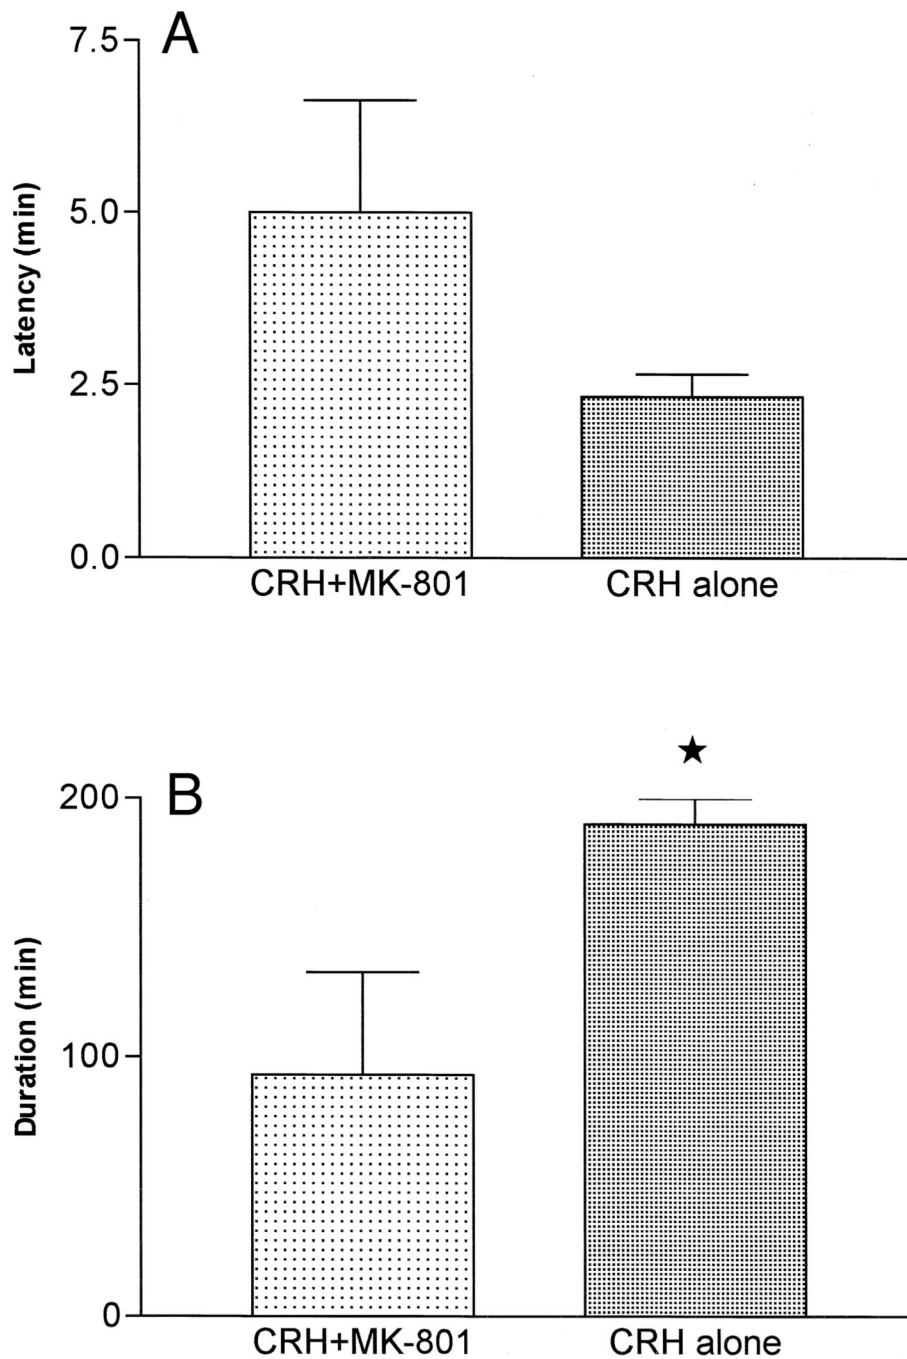 A
7.5
5.0
2.5
0.0
Latency (min)
CRH+MK-801 CRH alone
B
200
100
0
Duration (min)
CRH+MK-801 CRH alone